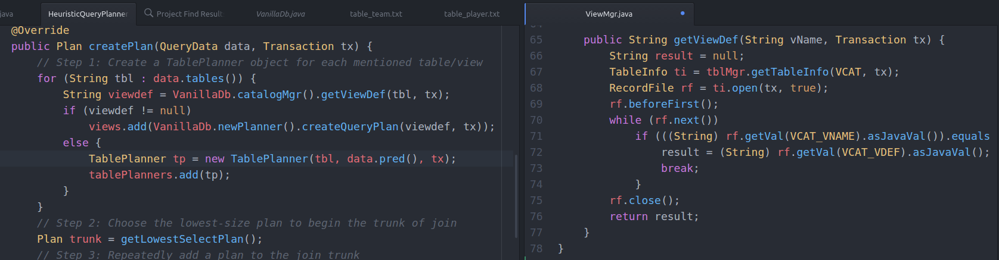 java
HeuristicQueryPlanner
Project Find Results
VanillaDb.java
table_team.txt
table_player.txt
@Override
public Plan createPlan(QueryData data, Transaction tx) {
// Step 1: Create a TablePlanner object for each mentioned table/view
for (String tbl : data.tables()) {
String viewdef = VanillaDb.catalogMgr().getViewDef(tbl, tx);
if (viewdef != null)
views.add(VanillaDb.newPlanner().createQueryPlan(viewdef, tx));
else {
TablePlanner tp = new TablePlanner(tbl, data.pred(), tx);
tablePlanners.add(tp);
}
}
// Step 2: Choose the lowest-size plan to begin the trunk of join
Plan trunk = getLowestSelectPlan();
// Step 3: Repeatedly add a plan to the join trunk
ViewMgr.java
64
65 public String getViewDef(String vName, Transaction tx) {
66 String result = null;
67 TableInfo ti = tblMgr.getTableInfo(VCAT, tx);
68 RecordFile rf = ti.open(tx, true);
69 rf.beforeFirst();
70 while (rf.next())
71 if (((String) rf.getVal(VCAT_VNAME).asJavaVal()).equals
72 result = (String) rf.getVal(VCAT_VDEF).asJavaVal();
73 break;
74 }
75 rf.close();
76 return result;
77 }
78 }